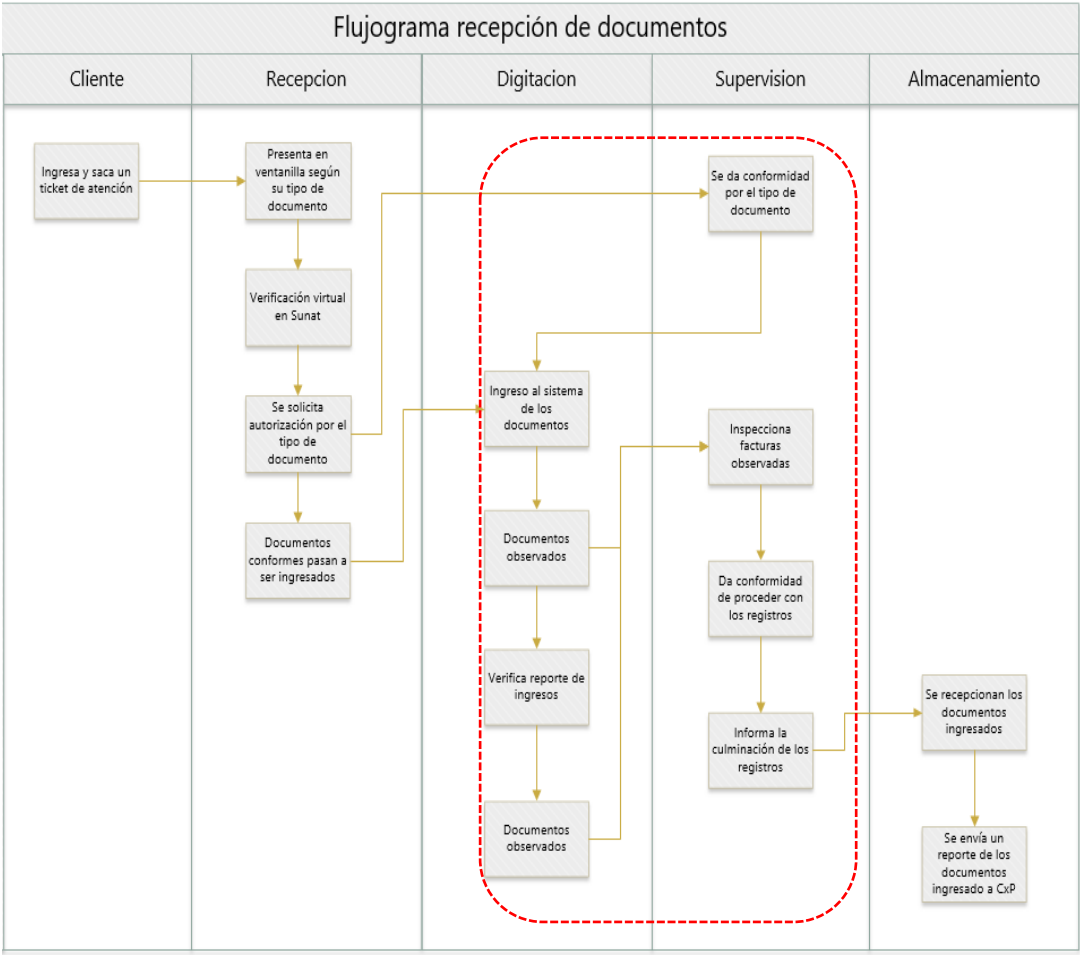 Flujograma recepción de documentos
Cliente
Recepcion
Digitacion
Supervision
Almacenamiento
Ingresa y saca un
ticket de atención
Presenta en
ventanilla según
su tipo de
documento
Verificación virtual
en Sunat
Se solicita
autorización por el
tipo de
documento
Documentos
conformes pasan a
ser ingresados
Ingreso al sistema
de los
documentos
Documentos
observados
Verifica reporte de
ingresos
Documentos
observados
Se da conformidad
por el tipo de
documento
Inspecciona
facturas
observadas
Da conformidad
de proceder con
los registros
Informa la
culminación de los
registros
Se recepcionan los
documentos
ingresados
Se envía un
reporte de los
documentos
ingresado a CxP